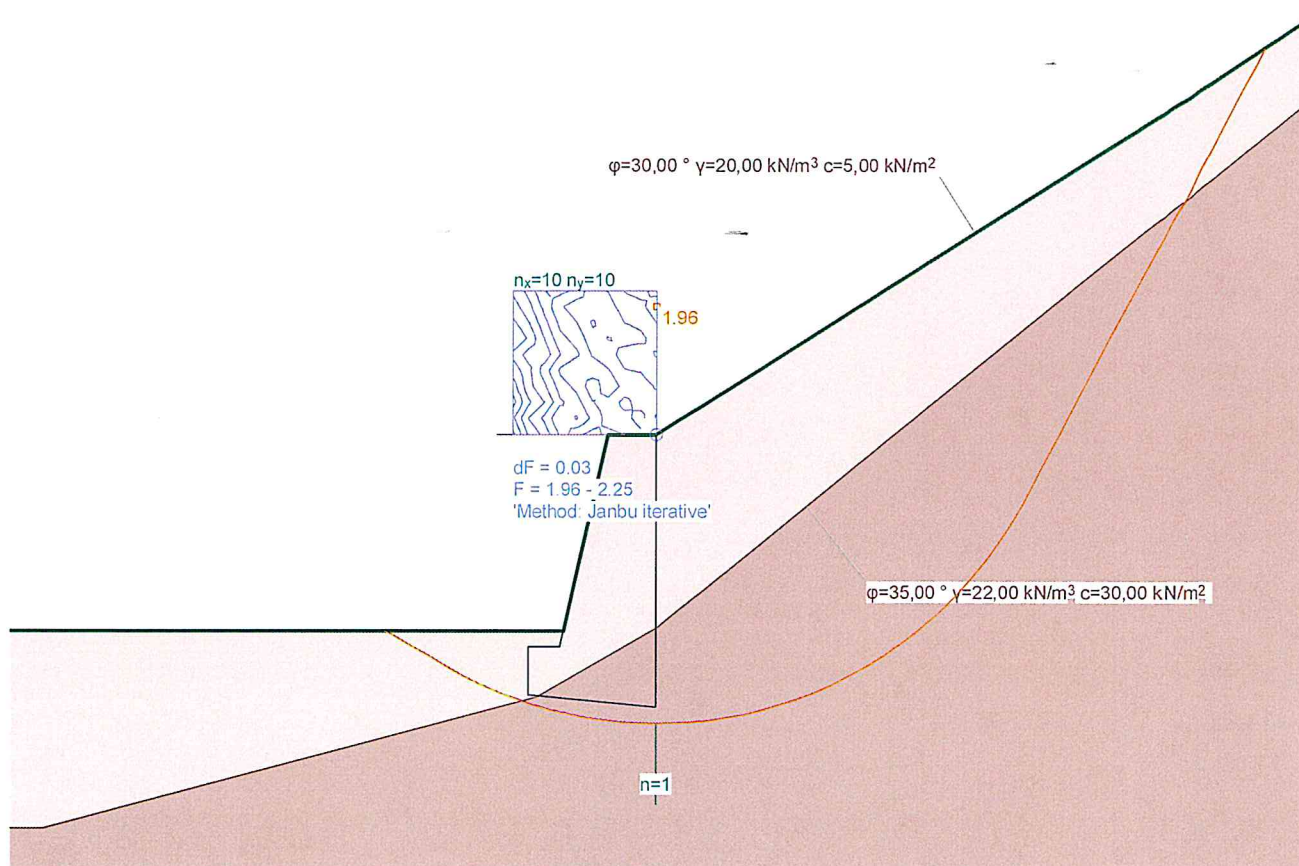 φ=30,00 ° γ=20,00 kN/m³ c=5,00 kN/m²
nx=10 ny=10
1.96
dF = 0.03
F = 1.96 - 2.25
'Method: Janbu iterative'
φ=35,00 ° γ=22,00 kN/m³ c=30,00 kN/m²
n=1